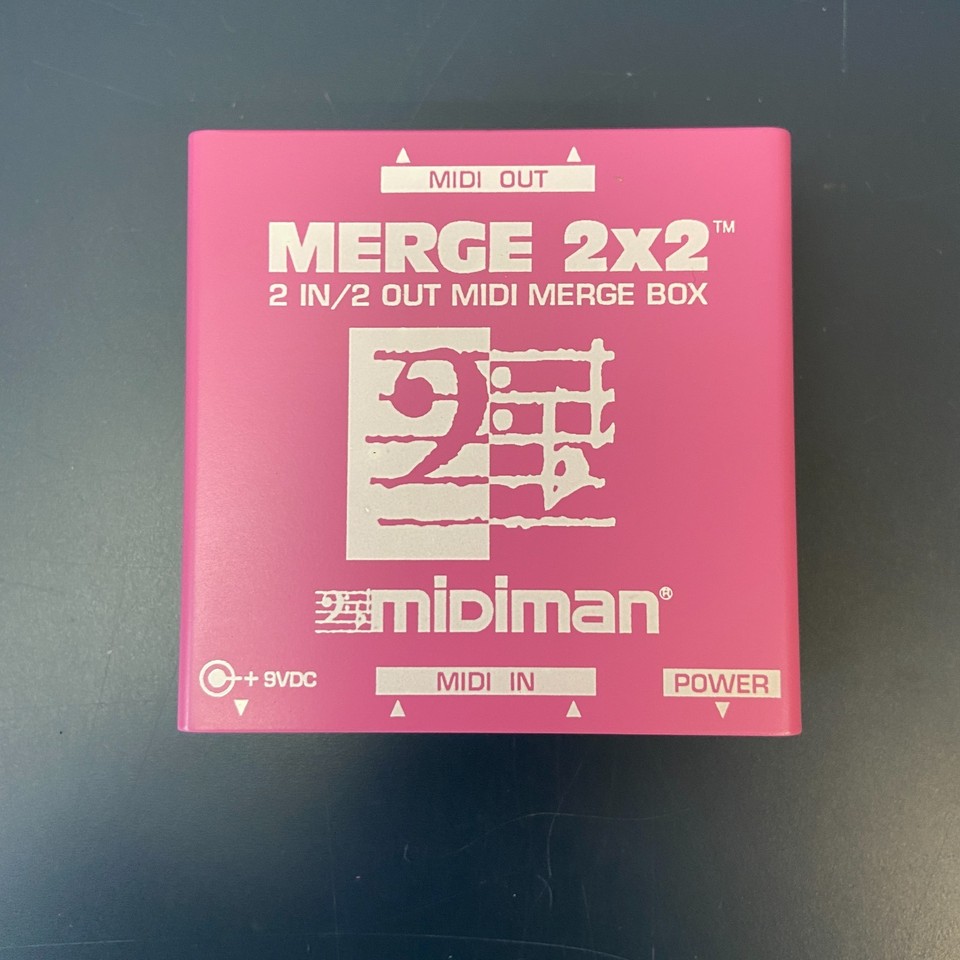 MIDI OUT
MERGE 2x2™
2 IN/2 OUT MIDI MERGE BOX
miDiman®
+ 9VDC
MIDI IN
POWER